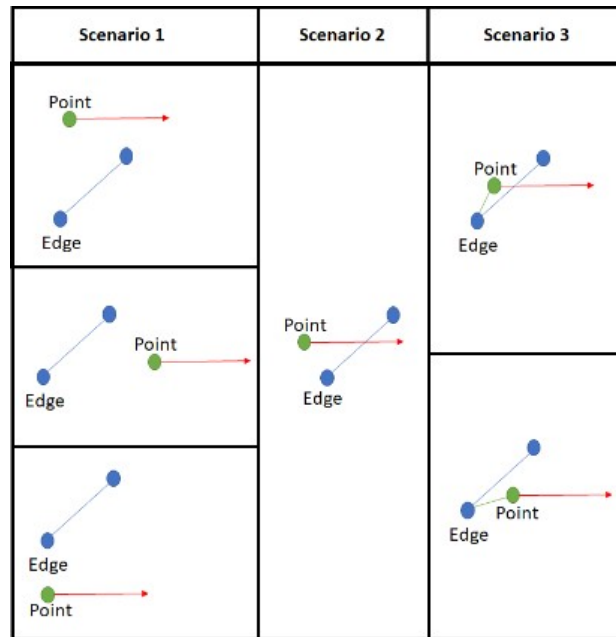 Scenario 1
Scenario 2
Scenario 3
Point
Edge
Point
Edge
Edge
Point
Point
Edge
Point
Edge
Point
Edge